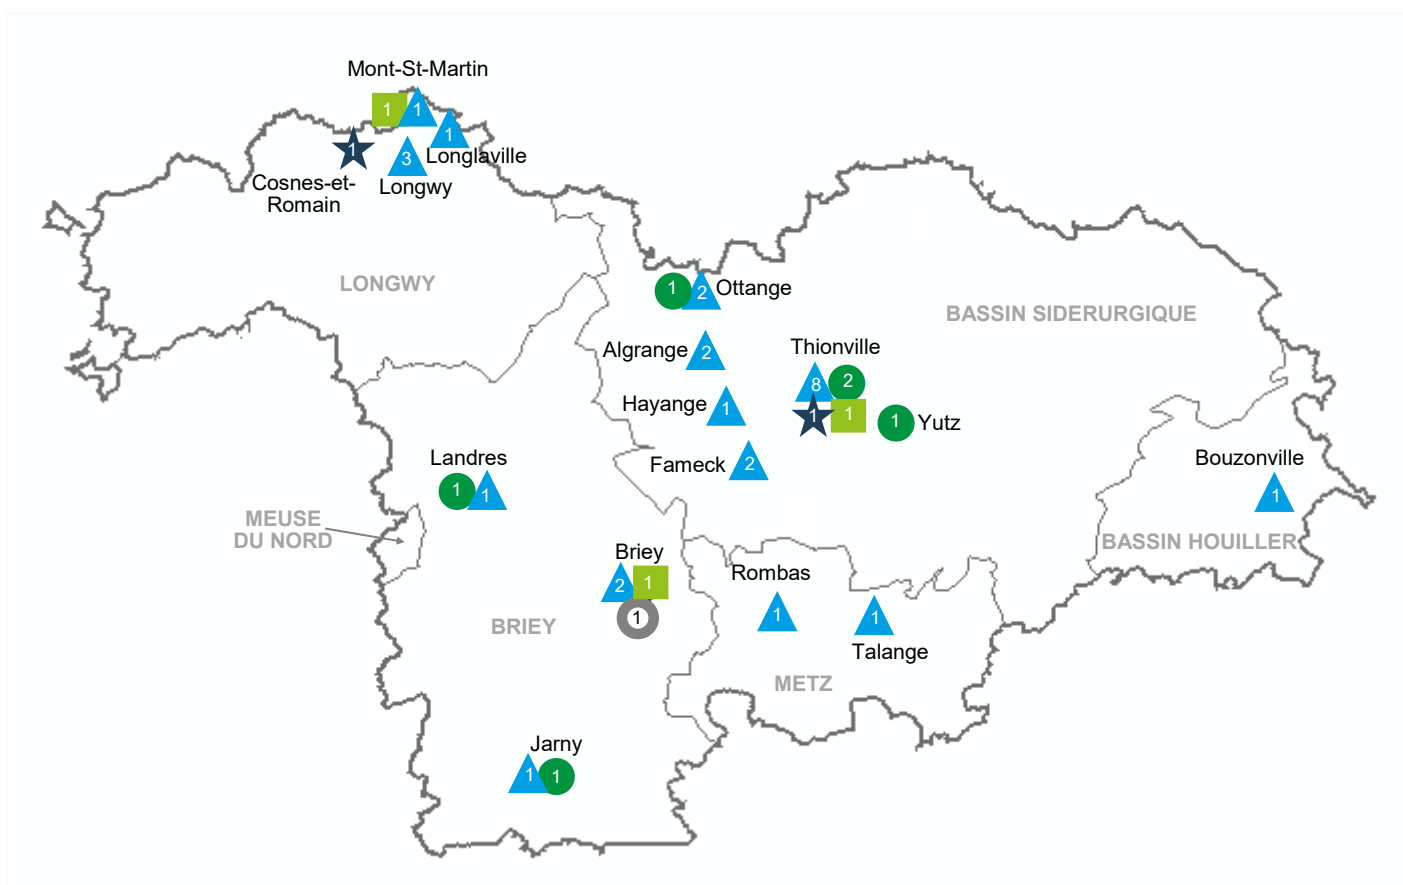 Mont-St-Martin
1
1
1
1
3
Longlaville
Cosnes-et-
Romain
Longwy
LONGWY
1
2
Ottange
BASSIN SIDERURGIQUE
Algrange
2
Thionville
8
2
Hayange
1
1
1
1
Yutz
Fameck
2
Landres
1
1
Bouzonville
1
MEUSE
DU NORD
BASSIN HOUILLER
Briey
2
1
1
Rombas
1
1
Talange
BRIEY
METZ
Jarny
1
1